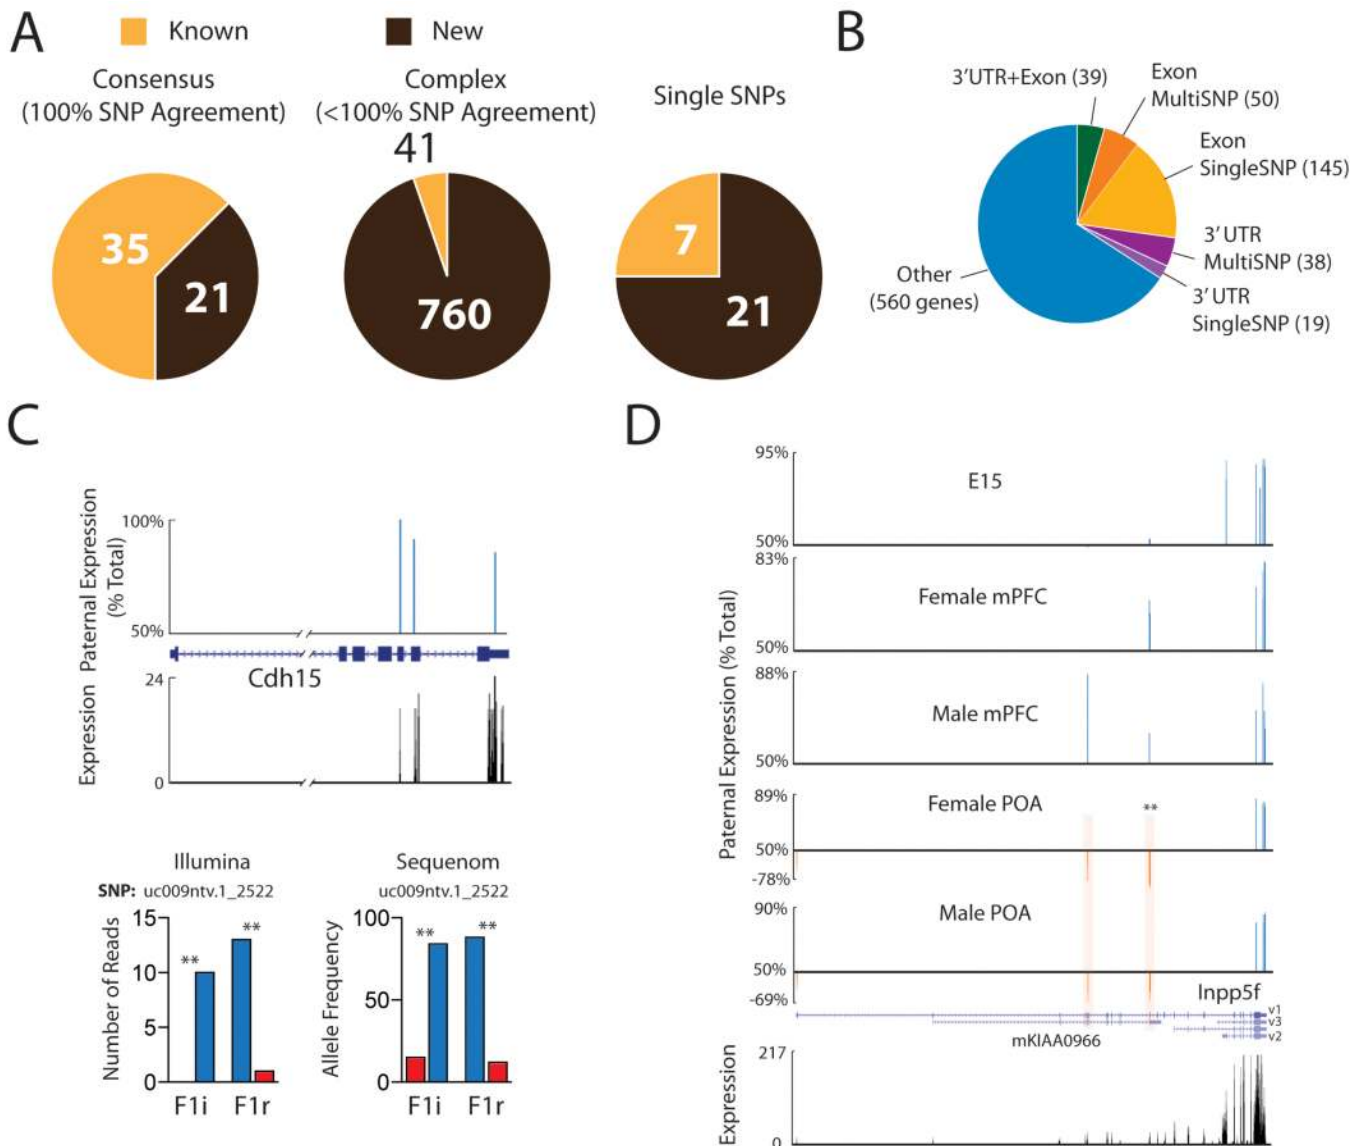 A
Known
New
Consensus
(100% SNP Agreement)
Complex
(<100% SNP Agreement)
Single SNPs
35
21
41
760
7
21
B
3'UTR+Exon (39)
Exon
MultiSNP (50)
Exon
SingleSNP (145)
3' UTR
MultiSNP (38)
3' UTR
SingleSNP (19)
Other
(560 genes)
C
Paternal Expression
(% Total)
100%
50%
Cdh15
Expression
24
0
Illumina
SNP: uc009ntv.1_2522
Number of Reads
15
10
5
0
**
**
F1i
F1r
Sequenom
uc009ntv.1_2522
Allele Frequency
100
50
0
**
**
F1i
F1r
D
Paternal Expression (% Total)
95%
E15
50%
83%
Female mPFC
50%
88%
Male mPFC
50%
89%
Female POA
**
50%
-78%
90%
Male POA
50%
-69%
Inpp5f
v1
v3
v2
mKIAA0966
Expression
217
0